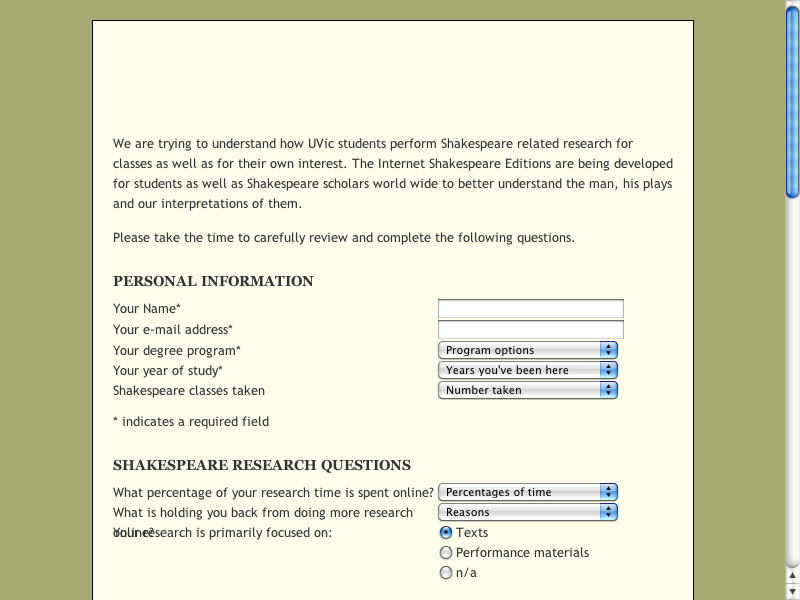 We are trying to understand how UVic students perform Shakespeare related research for
classes as well as for their own interest. The Internet Shakespeare Editions are being developed
for students as well as Shakespeare scholars world wide to better understand the man, his plays
and our interpretations of them.
Please take the time to carefully review and complete the following questions.
PERSONAL INFORMATION
Your Name*
Your e-mail address*
Your degree program* Program options
Your year of study* Years you've been here
Shakespeare classes taken Number taken
* indicates a required field
SHAKESPEARE RESEARCH QUESTIONS
What percentage of your research time is spent online? Percentages of time
What is holding you back from doing more research Reasons
online?
Your research is primarily focused on: Texts
Performance materials
n/a